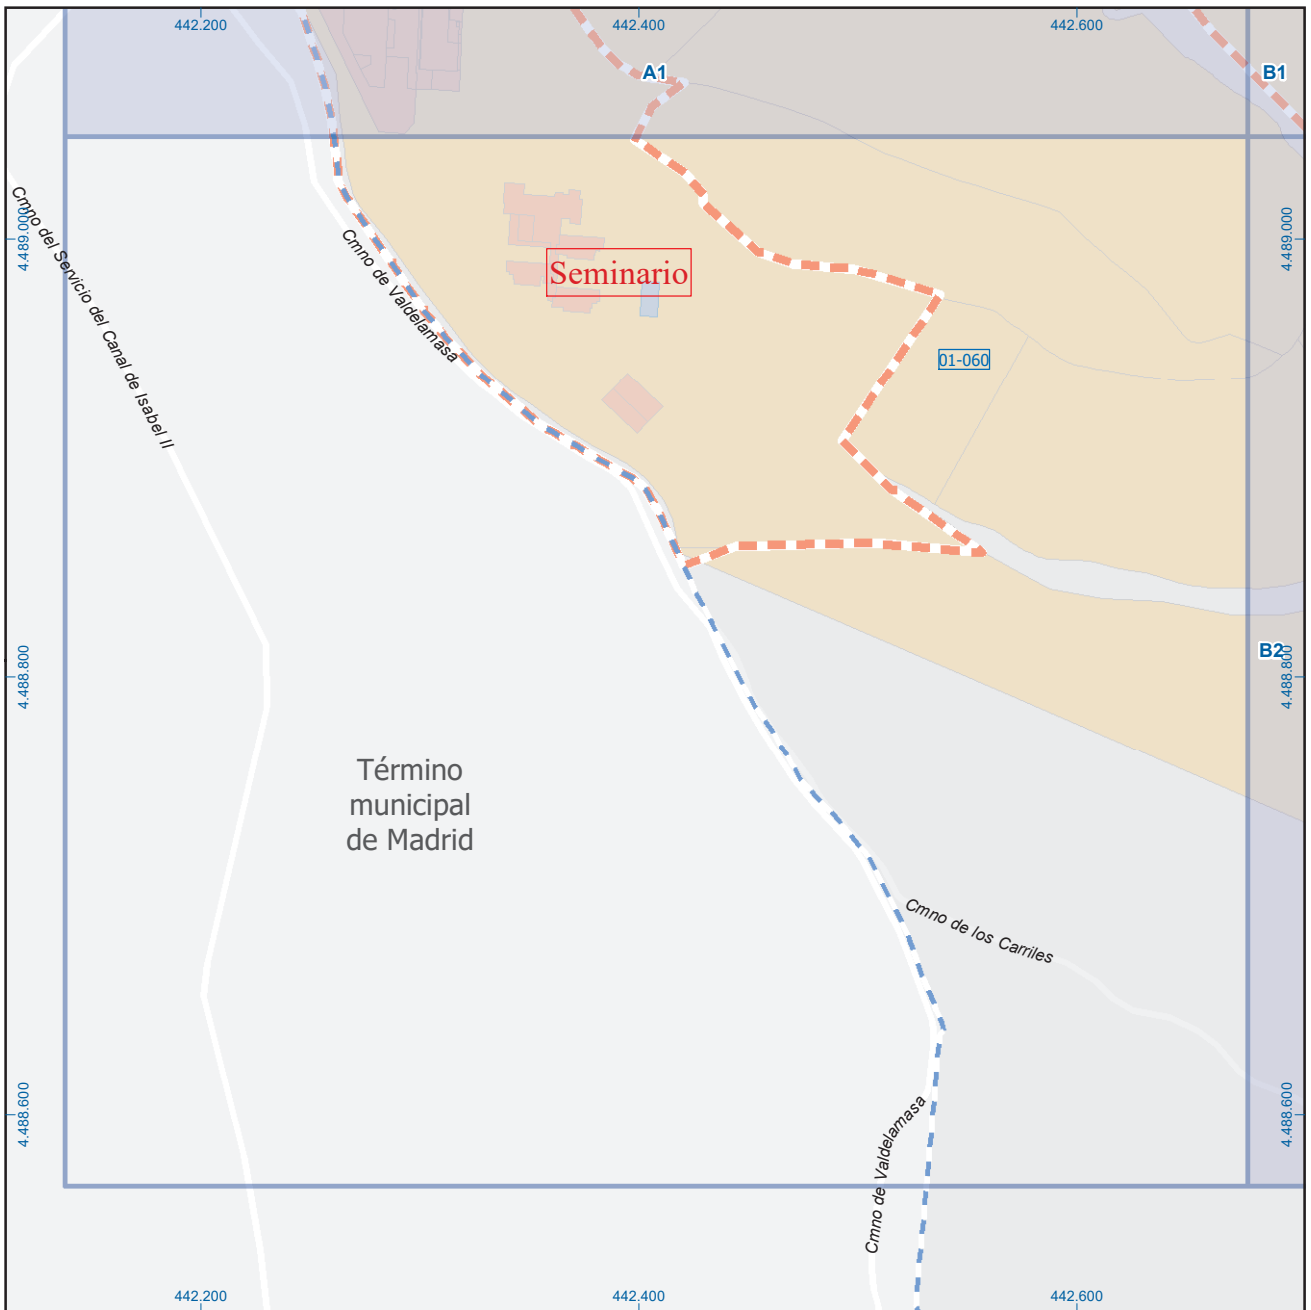 442.200
442.400
442.600
A1
B1
Cmno del Servicio del Canal de Isabel II
4.489.000
Cmno de Valdelamasa
Seminario
4.489.000
01-060
4.488.800
B2
4.488.800
Término
municipal
de Madrid
Cmno de los Carriles
4.488.600
Cmno de Valdelamasa
4.488.600
442.200
442.400
442.600